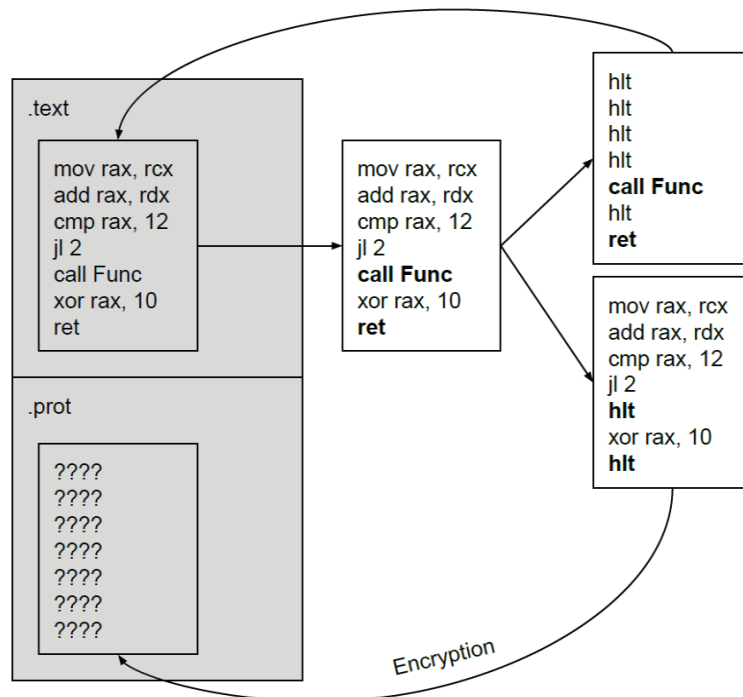 .text
mov rax, rcx
add rax, rdx
cmp rax, 12
jl 2
call Func
xor rax, 10
ret
.prot
????
????
????
????
????
????
????
mov rax, rcx
add rax, rdx
cmp rax, 12
jl 2
call Func
xor rax, 10
ret
hlt
hlt
hlt
hlt
call Func
hlt
ret
mov rax, rcx
add rax, rdx
cmp rax, 12
jl 2
hlt
xor rax, 10
hlt
Encryption